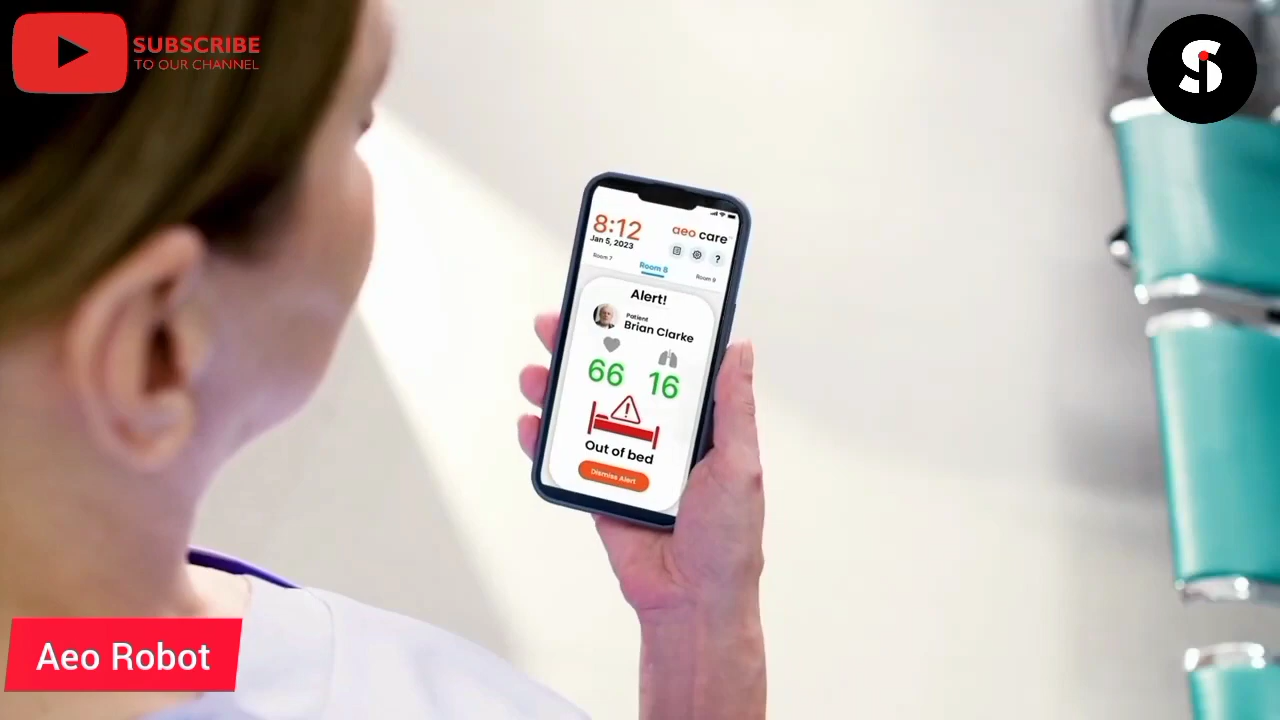 SUBSCRIBE
TO OUR CHANNEL
8:12
Jan 5, 2023
aeo care
?
Room 7
Room 8
Room 9
Alert!
Patient
Brian Clarke
66
16
!
Out of bed
Dismiss Alert
Aeo Robot